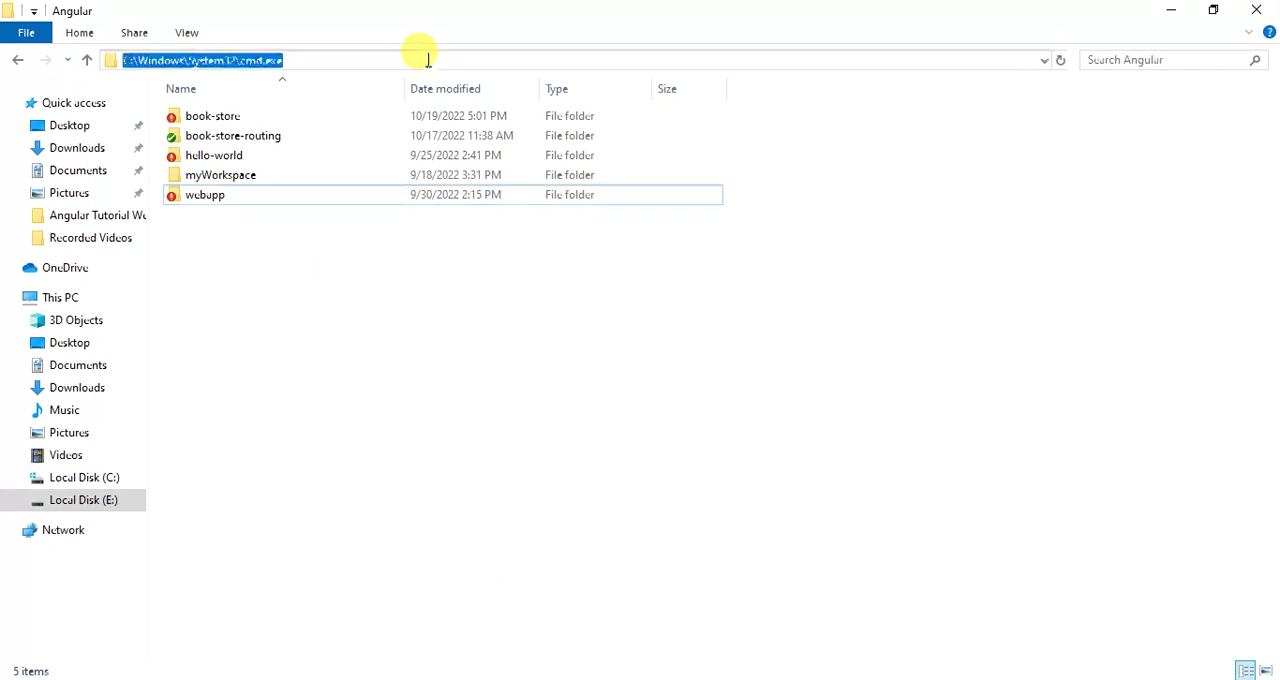 Angular
File Home Share View
C:\Windows\System32\cmd.exe
Search Angular
Name Date modified Type Size
book-store 10/19/2022 5:01 PM File folder
book-store-routing 10/17/2022 11:38 AM File folder
hello-world 9/25/2022 2:41 PM File folder
myWorkspace 9/18/2022 3:31 PM File folder
webapp 9/30/2022 2:15 PM File folder
Quick access
Desktop
Downloads
Documents
Pictures
Angular Tutorial We
Recorded Videos
OneDrive
This PC
3D Objects
Desktop
Documents
Downloads
Music
Pictures
Videos
Local Disk (C:)
Local Disk (E:)
Network
5 items